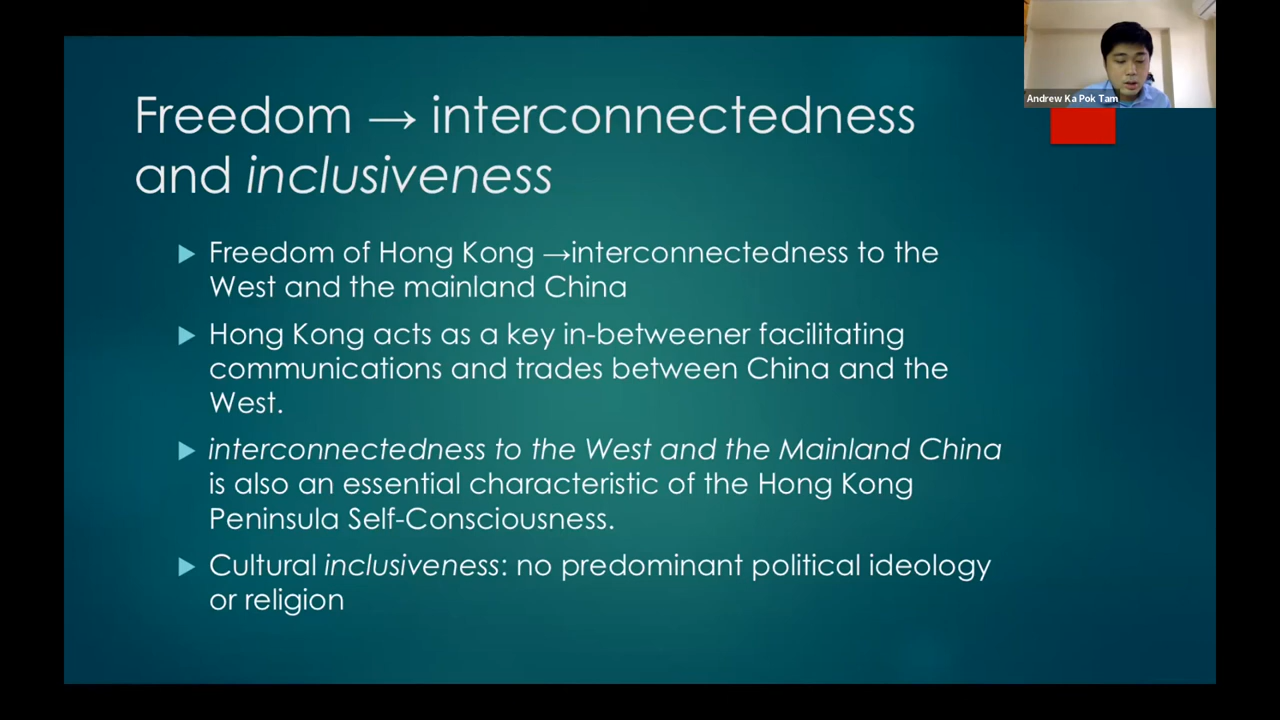 Andrew Ka Pok Tam
Freedom → interconnectedness
and inclusiveness
Freedom of Hong Kong →interconnectedness to the
West and the mainland China
Hong Kong acts as a key in-betweener facilitating
communications and trades between China and the
West.
interconnectedness to the West and the Mainland China
is also an essential characteristic of the Hong Kong
Peninsula Self-Consciousness.
Cultural inclusiveness: no predominant political ideology
or religion